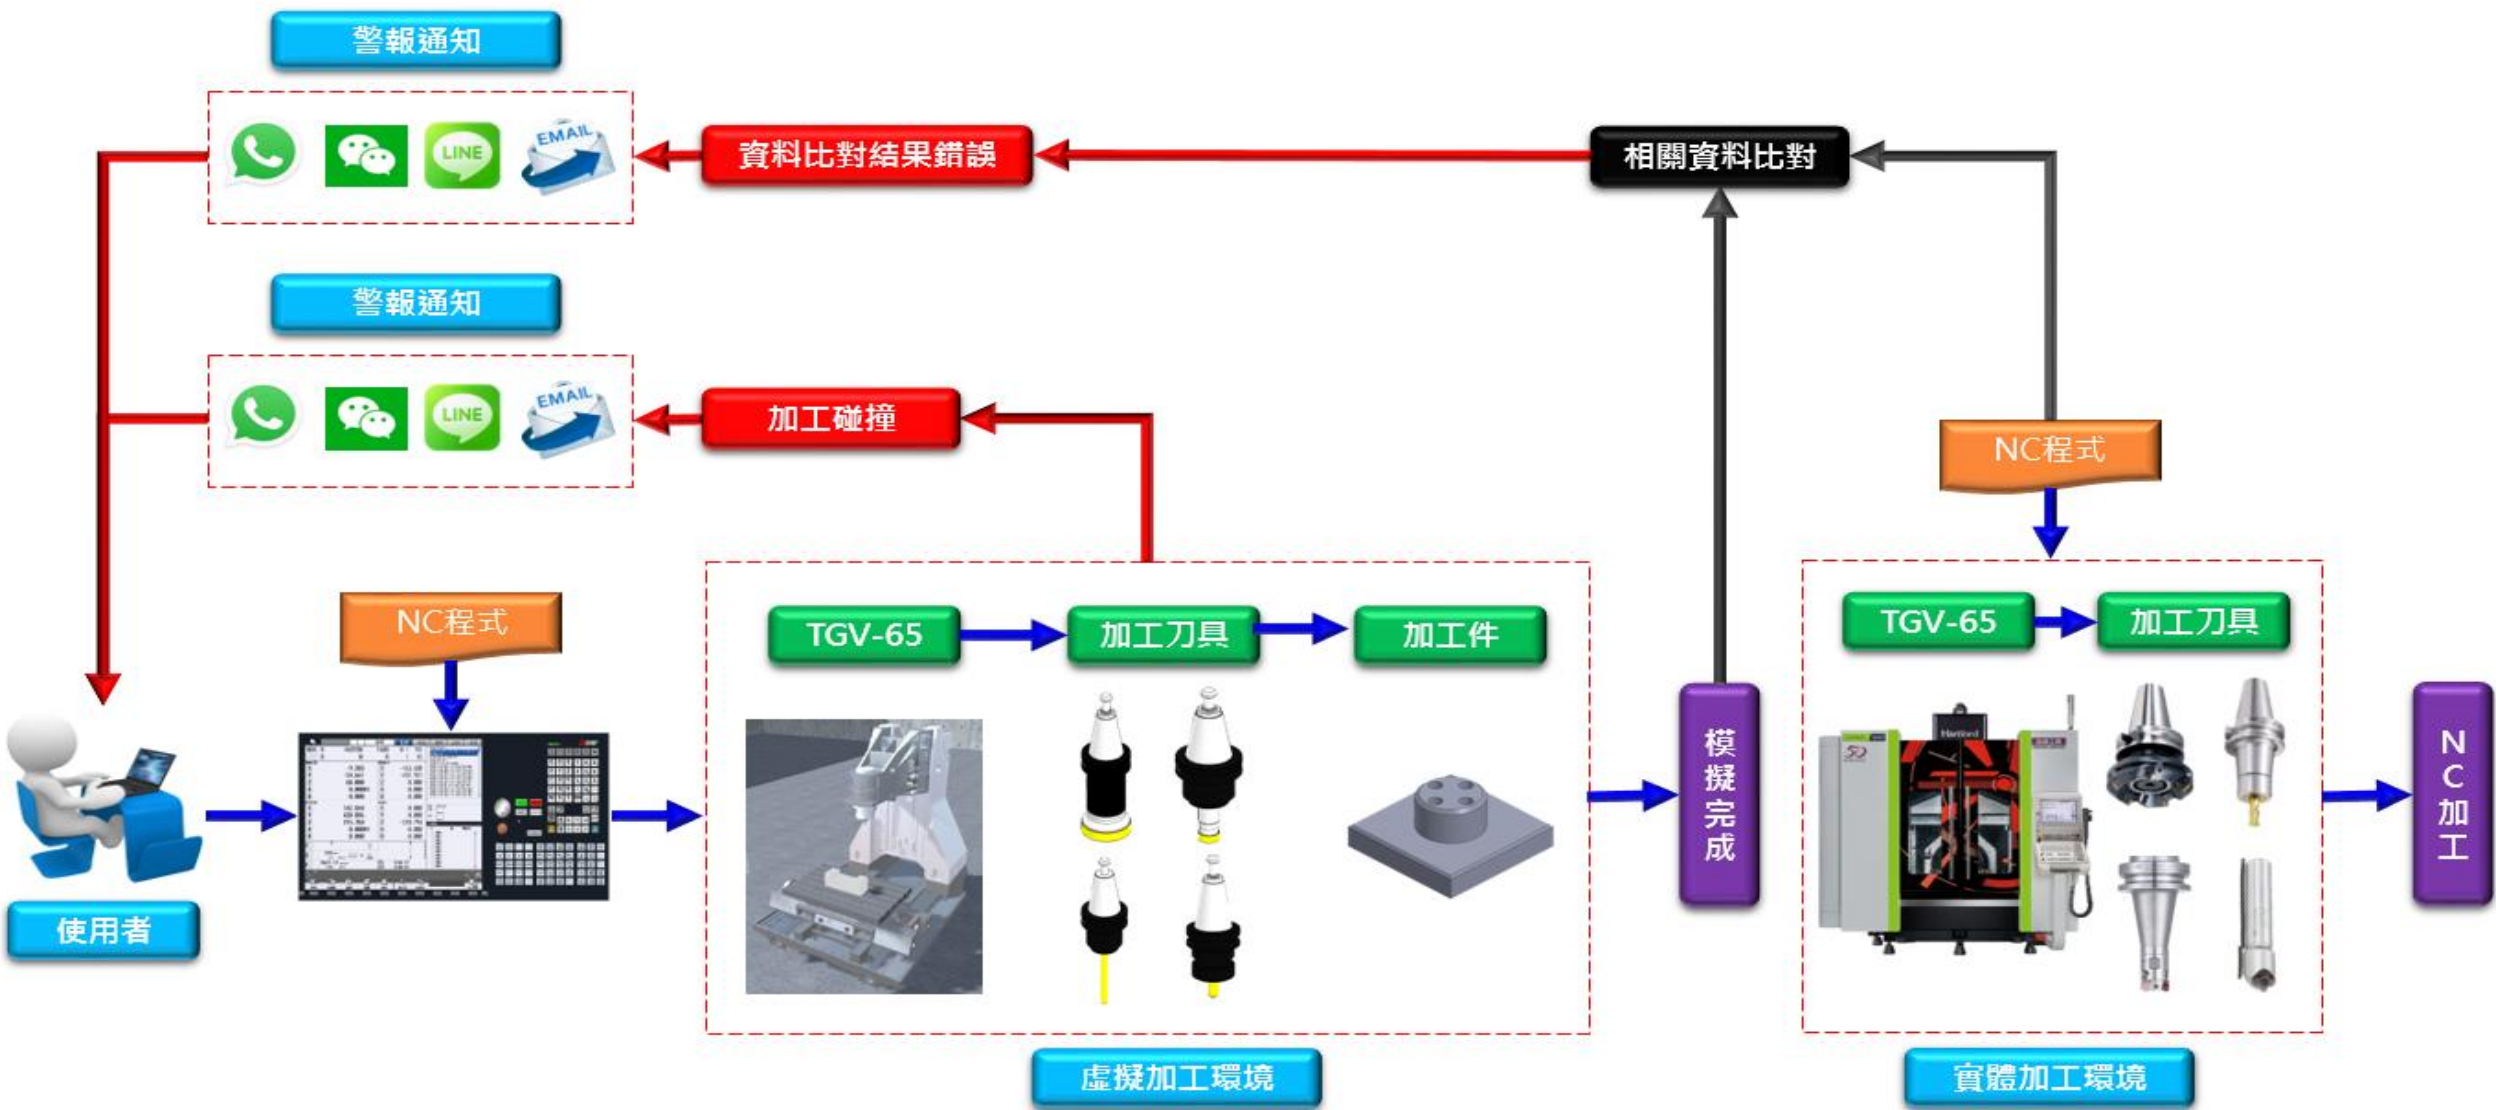 警報通知
LINE
EMAIL
資料比對結果錯誤
相關資料比對
警報通知
LINE
EMAIL
加工碰撞
NC程式
NC程式
TGV-65
加工刀具
加工件
TGV-65
加工刀具
Hartford
50
模擬完成
NC加工
使用者
虛擬加工環境
實體加工環境